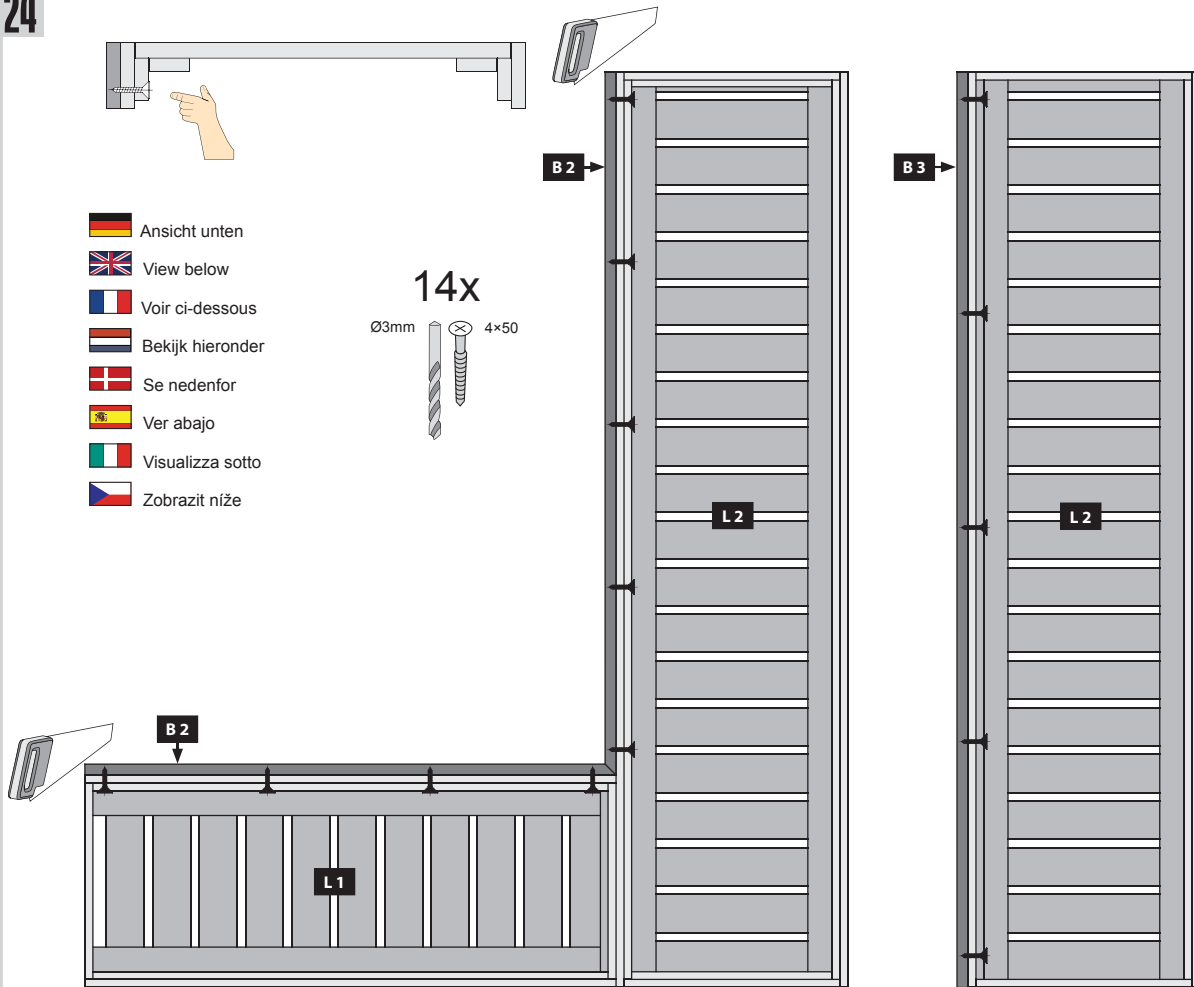 24
B 2
B 3
Ansicht unten
View below
Voir ci-dessous
Bekijk hieronder
Se nedenfor
Ver abajo
Visualizza sotto
Zobrazit níže
14x
Ø3mm
4×50
L 2
L 2
B 2
L 1